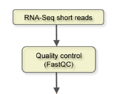 RNA-Seq short reads
Quality control
(FastQC)